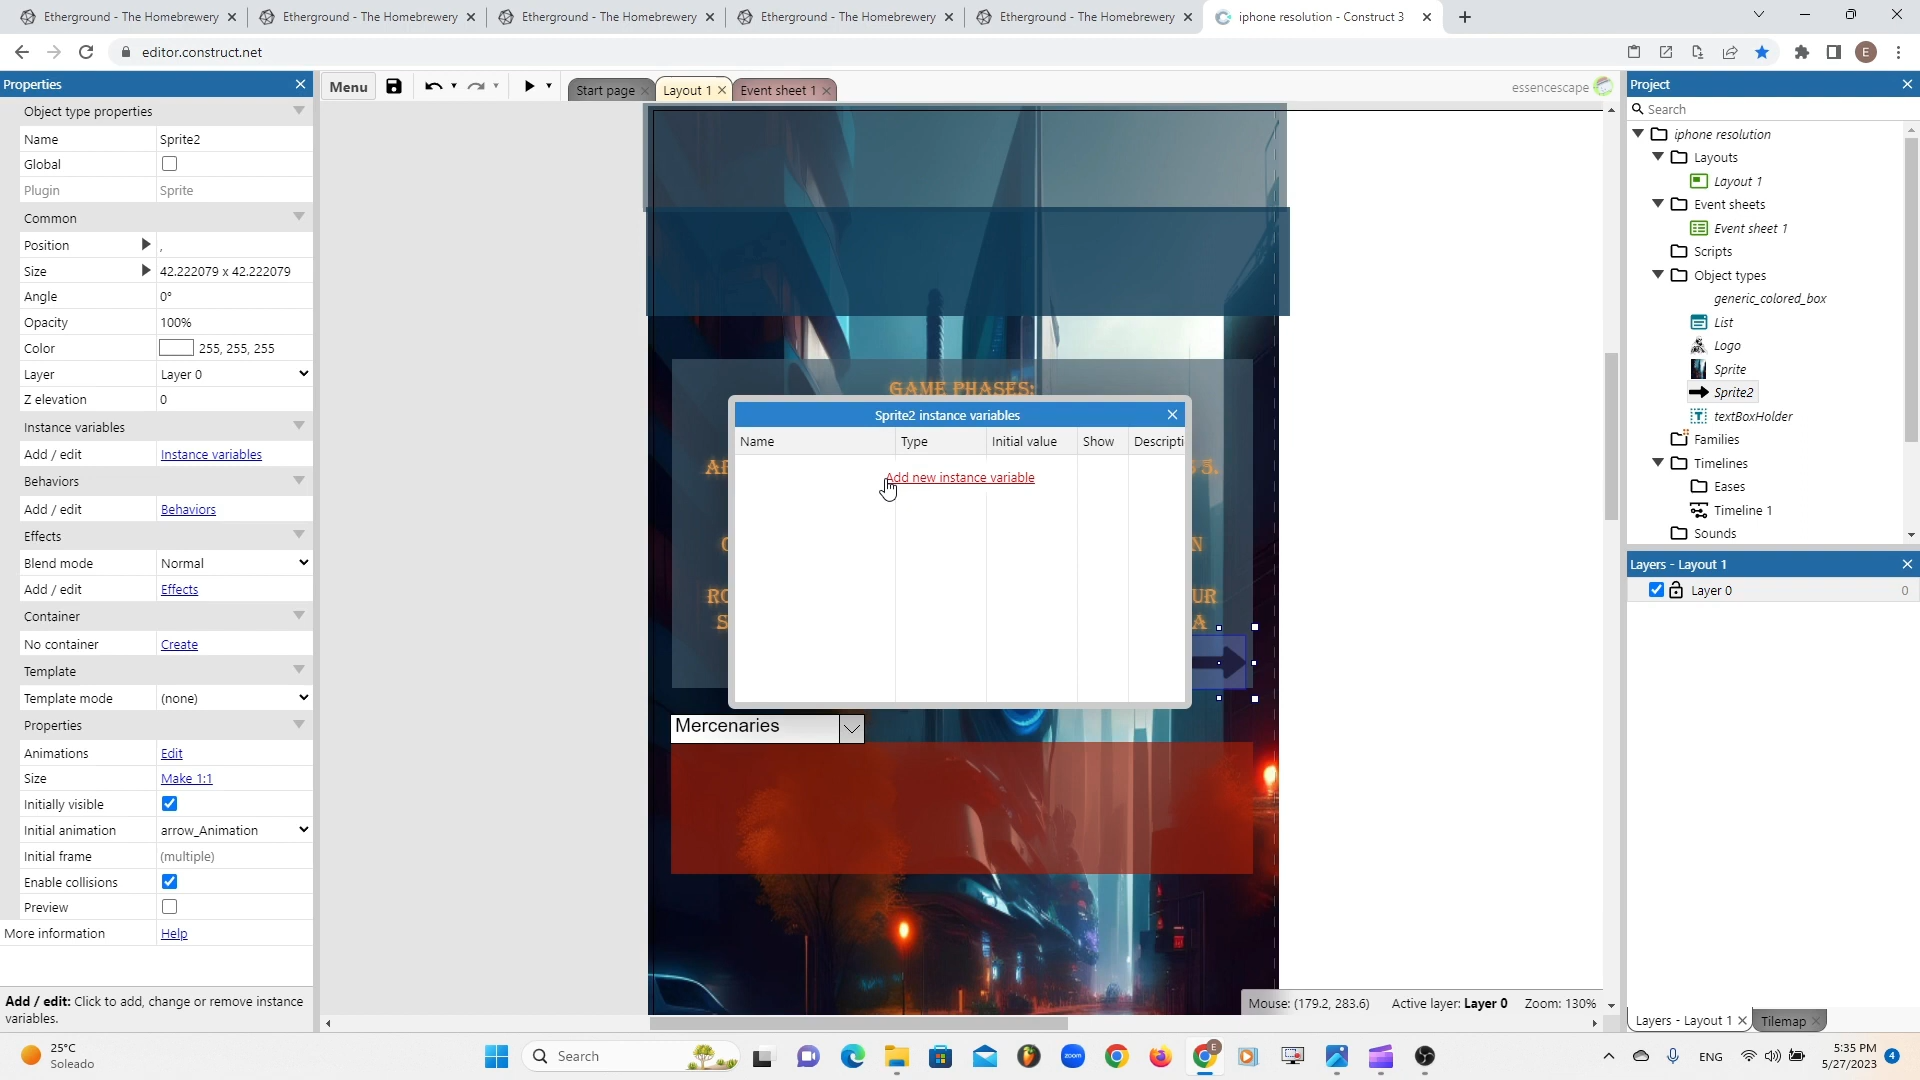 Etherground - The Homebrewery
Etherground - The Homebrewery
Etherground - The Homebrewery
Etherground - The Homebrewery
Etherground - The Homebrewery
iphone resolution - Construct 3
editor.construct.net
E
Properties
Menu
Start page
Layout 1
Event sheet 1
essencescape
Project
Object type properties
Name Sprite2
Global
Plugin Sprite
Common
Position ,
Size 42.222079 x 42.222079
Angle 0°
Opacity 100%
Color 255, 255, 255
Layer Layer 0
Z elevation 0
Instance variables
Add / edit Instance variables
Behaviors
Add / edit Behaviors
Effects
Blend mode Normal
Add / edit Effects
Container
No container Create
Template
Template mode (none)
Properties
Animations Edit
Size Make 1:1
Initially visible
Initial animation arrow_Animation
Initial frame (multiple)
Enable collisions
Preview
More information Help
Add / edit: Click to add, change or remove instance
variables.
GAME PHASES:
Sprite2 instance variables
Name Type Initial value Show Descripti
Add new instance variable
S 5.
N
RO
UR
S
A
Mercenaries
Mouse: (179.2, 283.6) Active layer: Layer 0 Zoom: 130%
Search
iphone resolution
Layouts
Layout 1
Event sheets
Event sheet 1
Scripts
Object types
generic_colored_box
List
Logo
Sprite
Sprite2
textBoxHolder
Families
Timelines
Eases
Timeline 1
Sounds
Layers - Layout 1
Layer 0 0
Layers - Layout 1
Tilemap
25°C
Soleado
Search
zoom
E
ENG
5:35 PM
5/27/2023
4